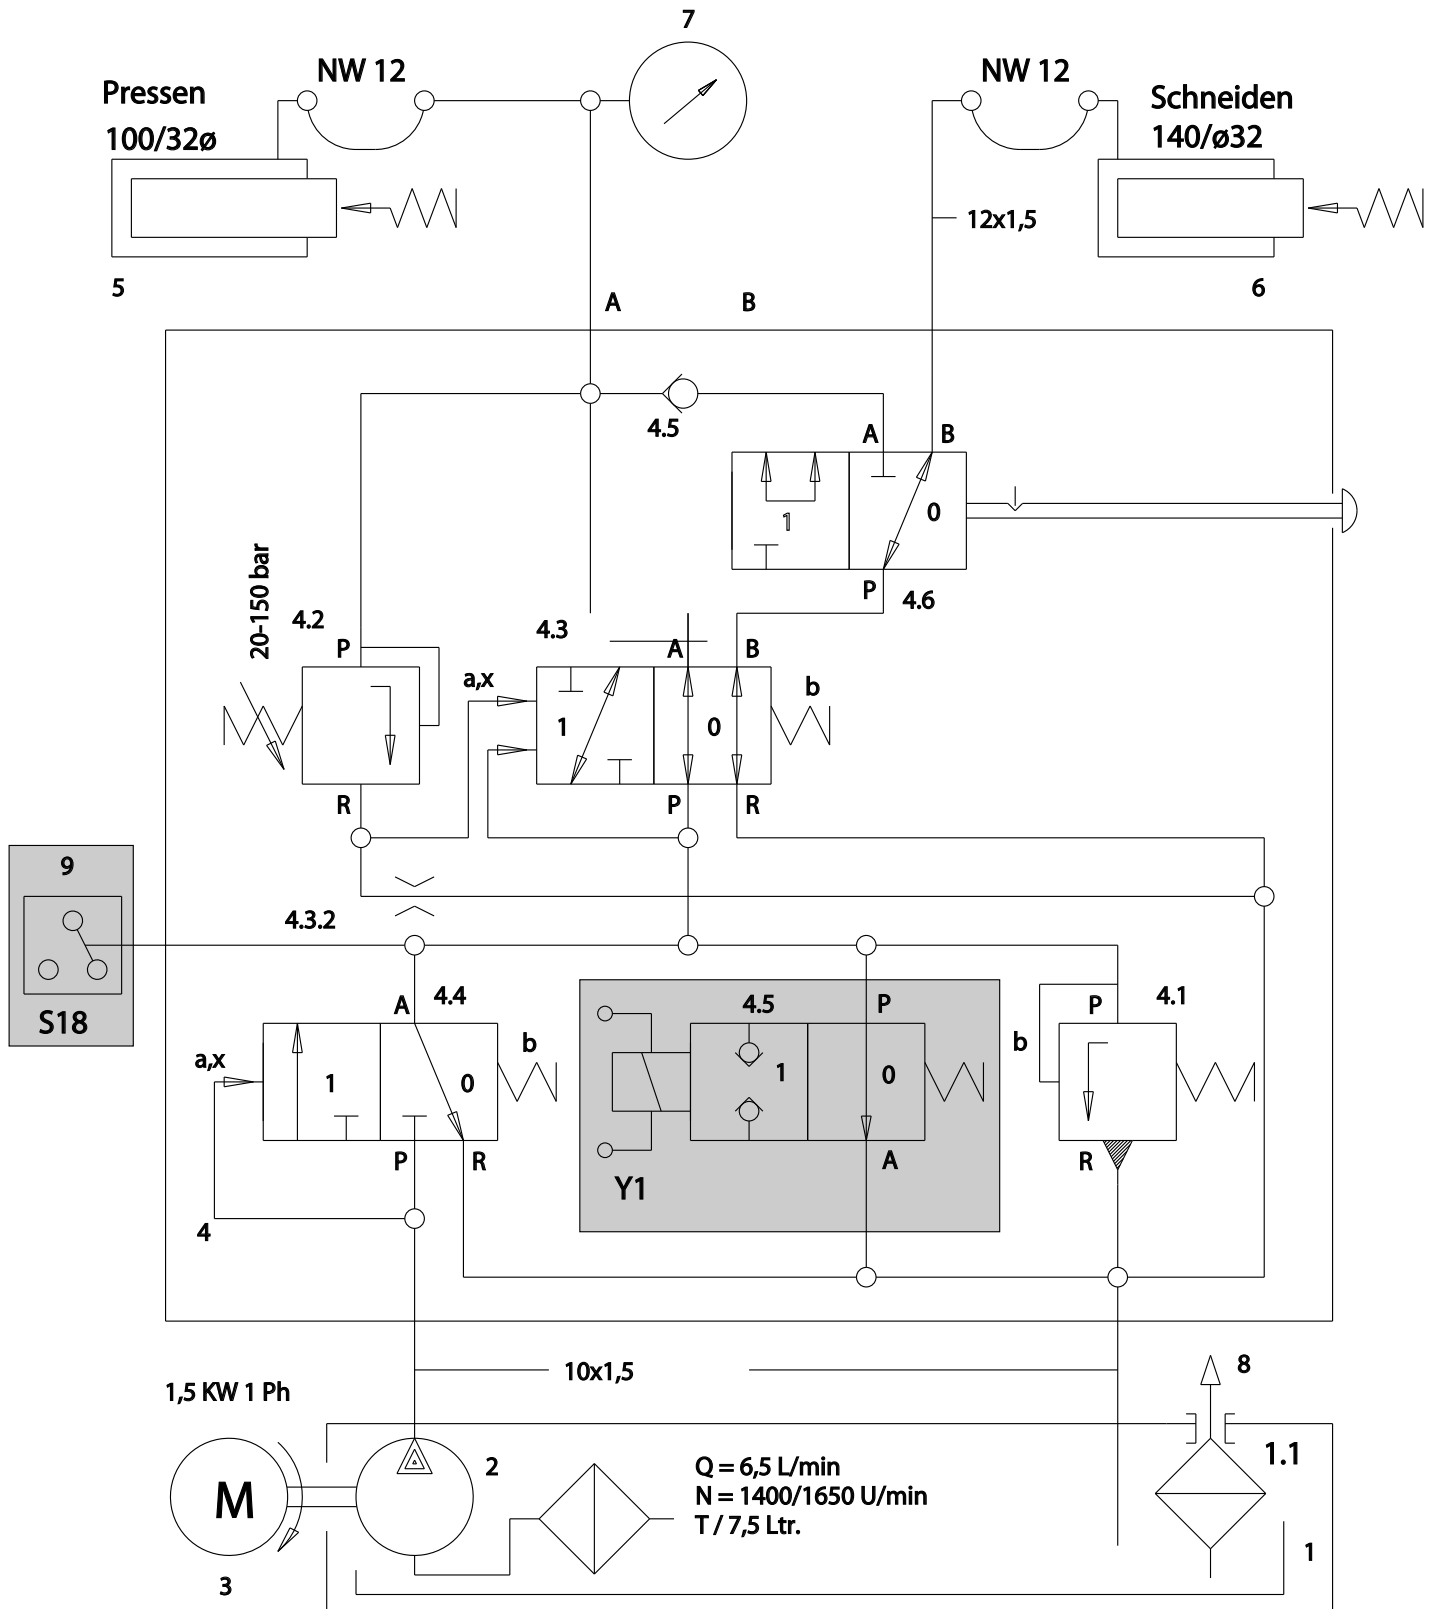 7
NW 12
NW 12
Pressen
100/32ø
Schneiden
140/ø32
12x1,5
5
6
A
B
4.5
A
B
1
0
P
4.6
20-150 bar
4.2
P
4.3
A
B
a,x
b
1
0
R
P
R
9
4.3.2
S18
A
4.4
4.5
P
4.1
a,x
b
b
P
1
0
1
0
P
R
A
R
Y1
4
10x1,5
8
1,5 KW 1 Ph
1.1
M
2
Q = 6,5 L/min
N = 1400/1650 U/min
T / 7,5 Ltr.
1
3